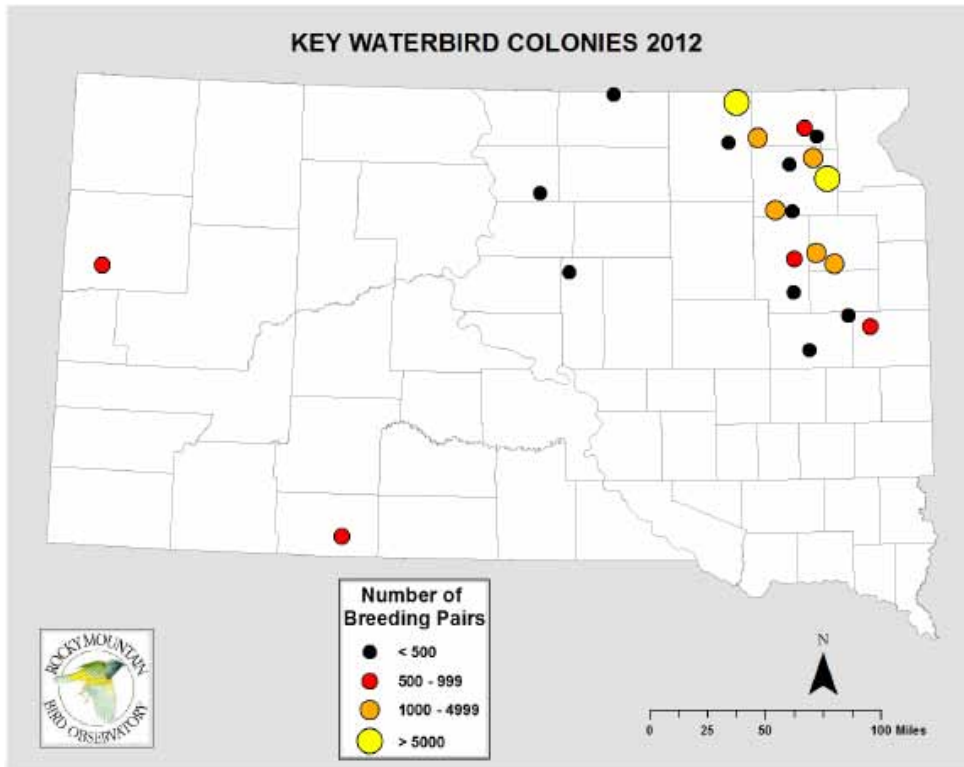 KEY WATERBIRD COLONIES 2012
Number of
Breeding Pairs
< 500
500 - 999
1000 - 4999
> 5000
ROCKY MOUNTAIN
BIRD OBSERVATORY
N
0 25 50 100 Miles